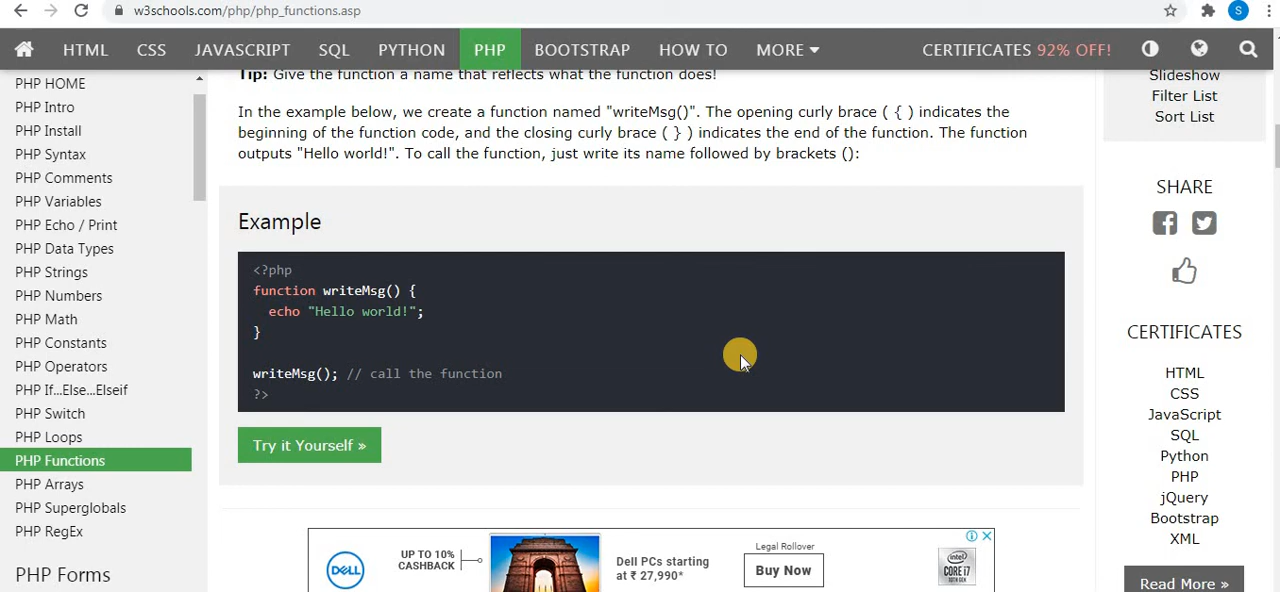 w3schools.com/php/php_functions.asp
S
HTML CSS JAVASCRIPT SQL PYTHON PHP BOOTSTRAP HOW TO MORE CERTIFICATES 92% OFF!
PHP HOME
PHP Intro
PHP Install
PHP Syntax
PHP Comments
PHP Variables
PHP Echo / Print
PHP Data Types
PHP Strings
PHP Numbers
PHP Math
PHP Constants
PHP Operators
PHP If...Else...Elseif
PHP Switch
PHP Loops
PHP Functions
PHP Arrays
PHP Superglobals
PHP RegEx
PHP Forms
Tip: Give the function a name that reflects what the function does!
In the example below, we create a function named "writeMsg()". The opening curly brace ( { ) indicates the
beginning of the function code, and the closing curly brace ( } ) indicates the end of the function. The function
outputs "Hello world!". To call the function, just write its name followed by brackets ():
Example
<?php
function writeMsg() {
echo "Hello world!";
}
writeMsg(); // call the function
?>
Try it Yourself »
DELL
UP TO 10%
CASHBACK
Dell PCs starting
at ₹ 27,990*
Legal Rollover
Buy Now
intel
CORE i7
Slideshow
Filter List
Sort List
SHARE
CERTIFICATES
HTML
CSS
JavaScript
SQL
Python
PHP
jQuery
Bootstrap
XML
Read More »